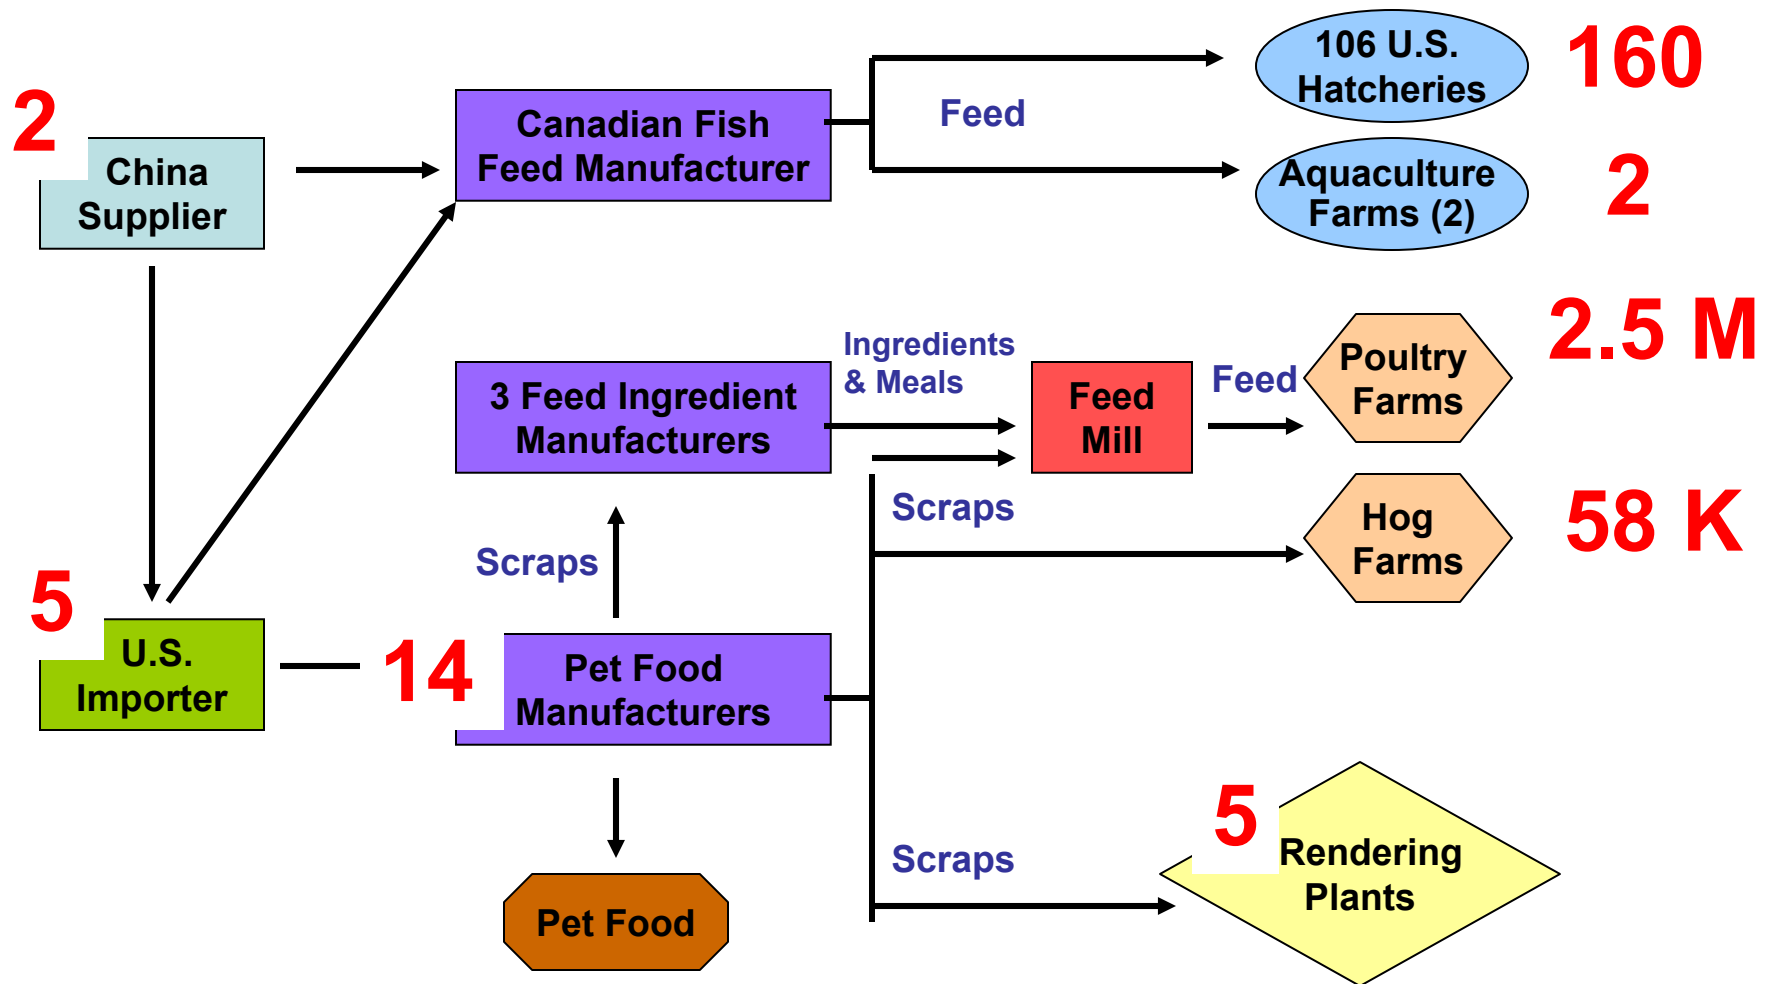 106 U.S.
Hatcheries
160
2
Canadian Fish
Feed Manufacturer
Feed
China
Supplier
Aquaculture
Farms (2)
2
2.5 M
Ingredients
& Meals
3 Feed Ingredient
Manufacturers
Feed
Mill
Feed
Poultry
Farms
Scraps
Hog
Farms
58 K
Scraps
5
U.S.
Importer
14
Pet Food
Manufacturers
5
Rendering
Plants
Scraps
Pet Food